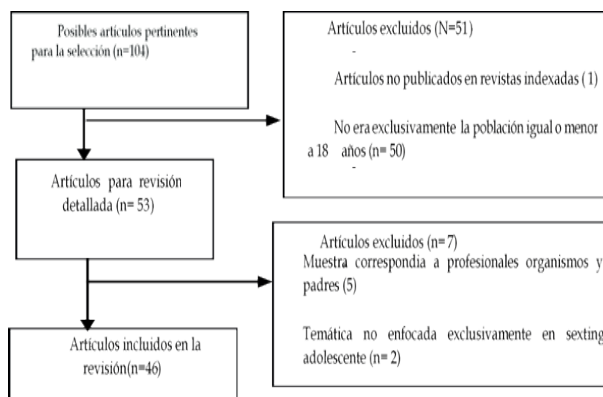 Posibles artículos pertinentes
para la selección (n=104)
Artículos excluidos (N=51)
-
Artículos no publicados en revistas indexadas (1)
No era exclusivamente la población igual o menor
a 18 años (n= 50)
-
Artículos para revisión
detallada (n= 53)
Artículos excluidos (n=7)
Muestra correspondia a profesionales organismos y
padres (5)
Temática no enfocada exclusivamente en sexting
adolescente (n= 2)
Artículos incluidos en la
revisión(n=46)